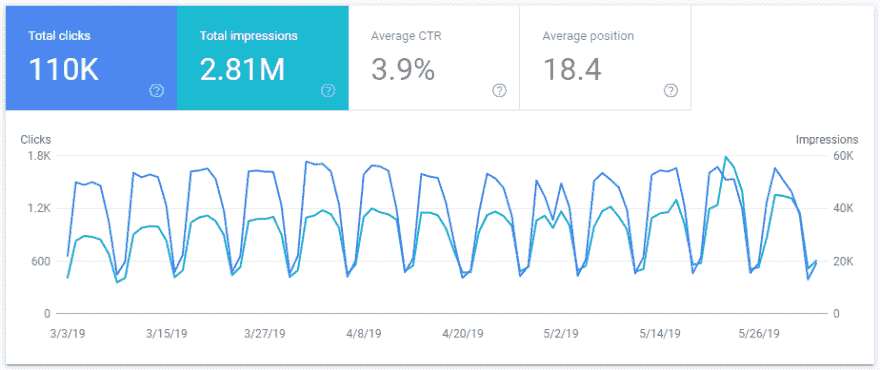 Total clicks
110K
Total impressions
2.81M
Average CTR
3.9%
Average position
18.4
Clicks
Impressions
1.8K
60K
1.2K
40K
600
20K
0
0
3/3/19 3/15/19 3/27/19 4/8/19 4/20/19 5/2/19 5/14/19 5/26/19